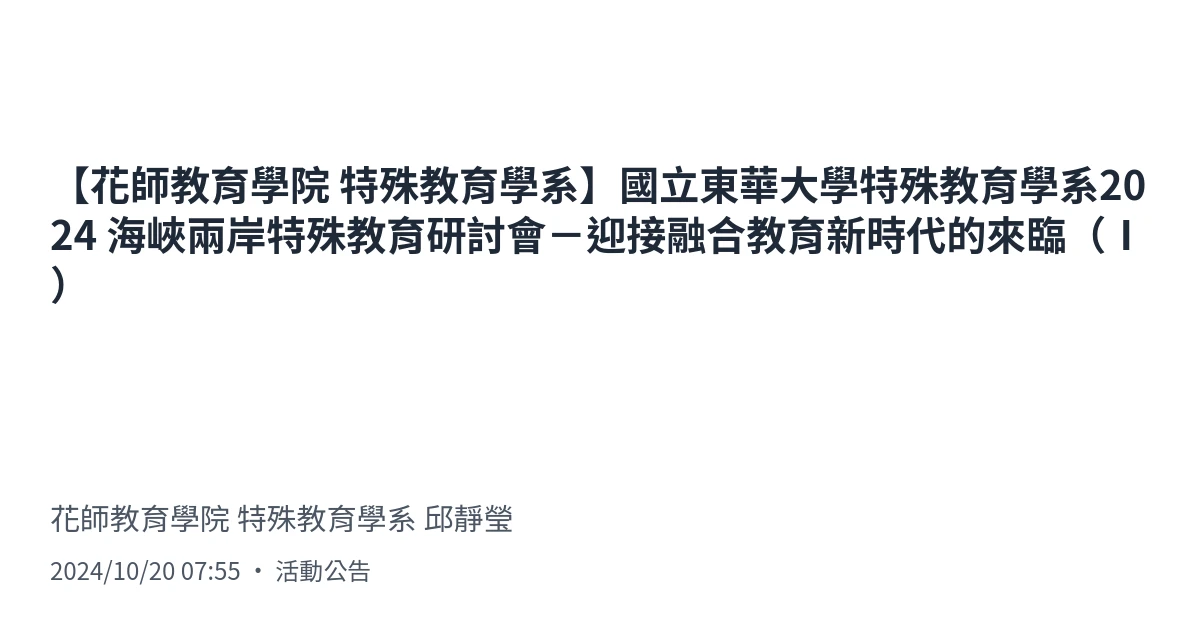 【花師教育學院 特殊教育學系】國立東華大學特殊教育學系20
24 海峽兩岸特殊教育研討會－迎接融合教育新時代的來臨（Ｉ
）
花師教育學院 特殊教育學系 邱靜瑩
2024/10/20 07:55 ・ 活動公告